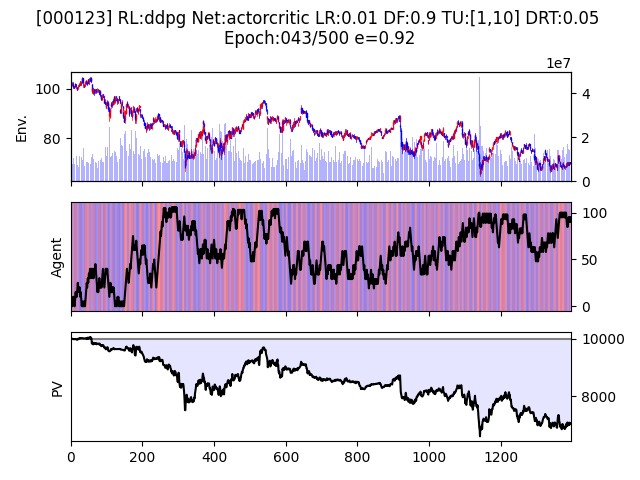 [000123] RL:ddpg Net:actorcritic LR:0.01 DF:0.9 TU:[1,10] DRT:0.05
Epoch:043/500 e=0.92
1e7
100
80
Env.
4
2
0
Agent
100
50
0
PV
10000
8000
0 200 400 600 800 1000 1200